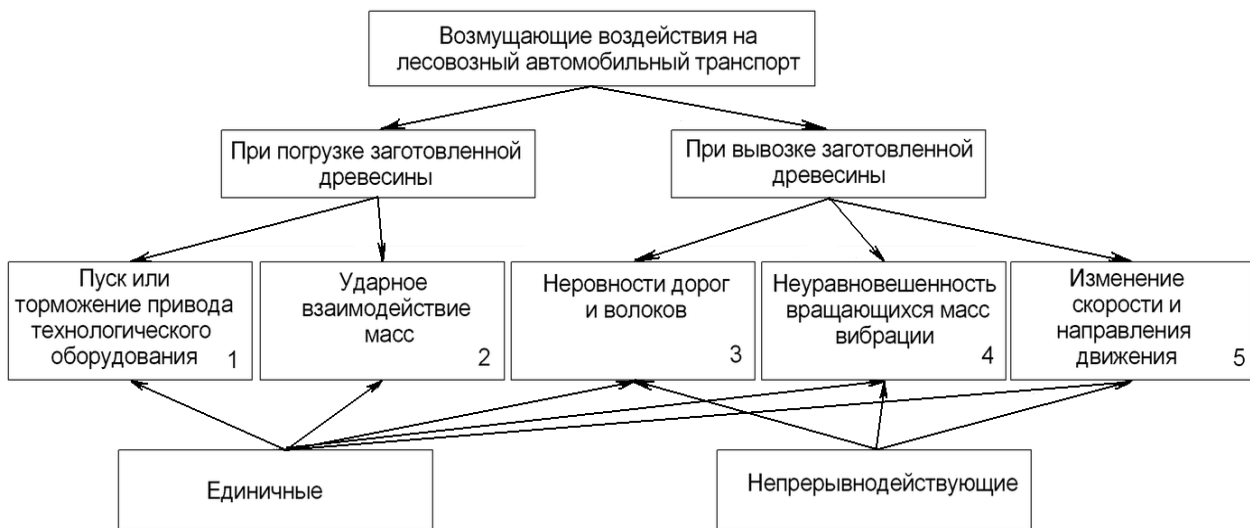 Возмущающие воздействия на
лесовозный автомобильный транспорт
При погрузке заготовленной
древесины
При вывозке заготовленной
древесины
Пуск или
торможение привода
технологического
оборудования
1
Ударное
взаимодействие
масс
2
Неровности дорог
и волоков
3
Неуравновешенность
вращающихся масс
вибрации
4
Изменение
скорости и
направления
движения
5
Единичные
Непрерывнодействующие